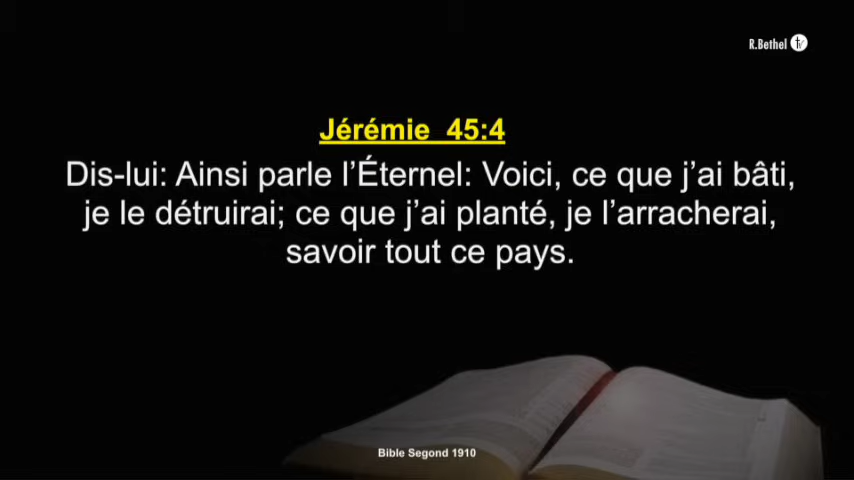 R.Bethel tv
Jérémie 45:4
Dis-lui: Ainsi parle l’Éternel: Voici, ce que j’ai bâti,
je le détruirai; ce que j’ai planté, je l’arracherai,
savoir tout ce pays.
Bible Segond 1910